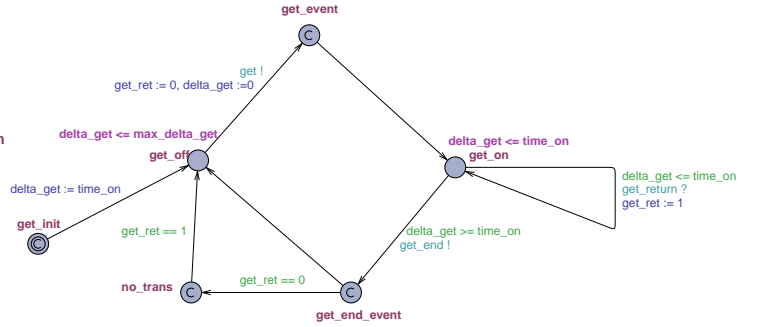 get_event
get !
get_ret := 0, delta_get :=0
delta_get <= max_delta_get
get_off
delta_get <= time_on
get_on
delta_get <= time_on
get_return ?
get_ret := 1
delta_get := time_on
get_init
get_ret == 1
delta_get >= time_on
get_end !
get_ret == 0
no_trans
get_end_event